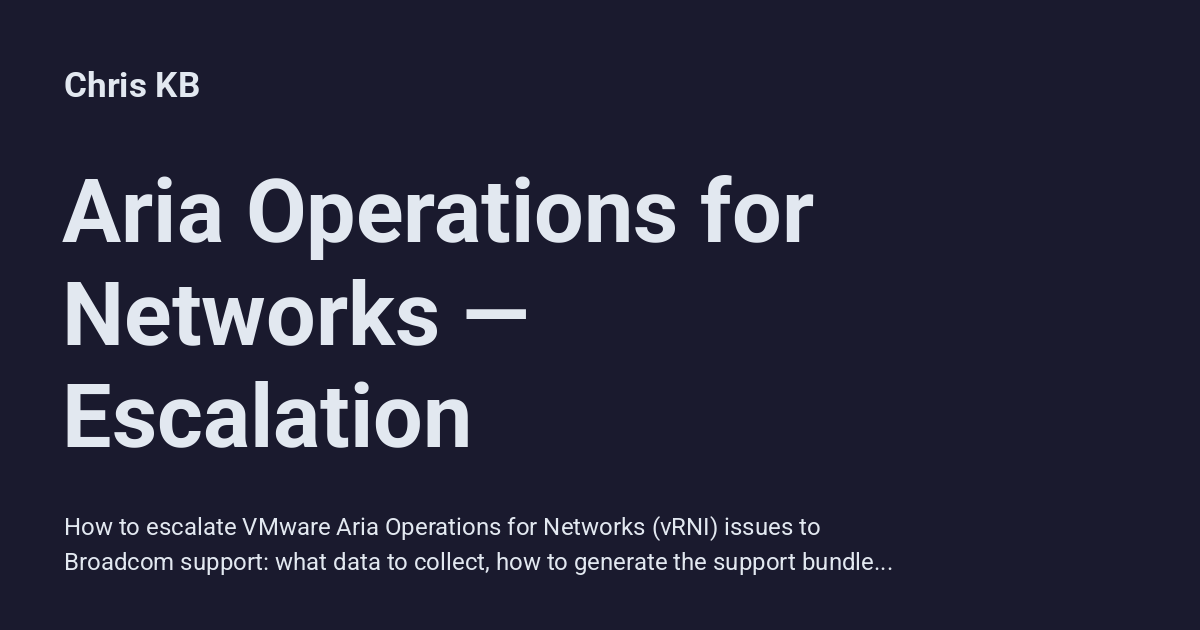 Chris KB
Aria Operations for
Networks —
Escalation
How to escalate VMware Aria Operations for Networks (vRNI) issues to
Broadcom support: what data to collect, how to generate the support bundle...